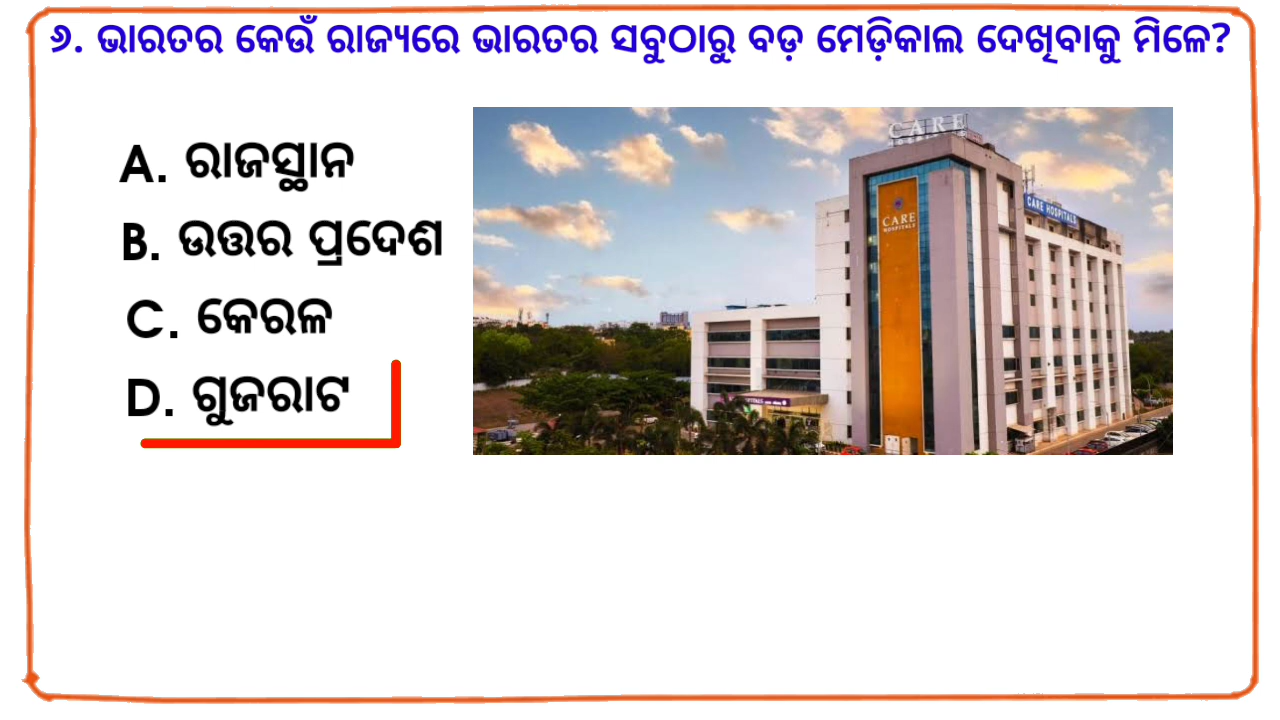 ୬. ଭାରତର କେଉଁ ରାଜ୍ୟରେ ଭାରତର ସବୁଠାରୁ ବଡ଼ ମେଡ଼ିକାଲ ଦେଖିବାକୁ ମିଳେ?
A. ରାଜସ୍ଥାନ
B. ଉତ୍ତର ପ୍ରଦେଶ
C. କେରଳ
D. ଗୁଜରାଟ
CARE
CARE HOSPITALS
CARE
HOSPITALS